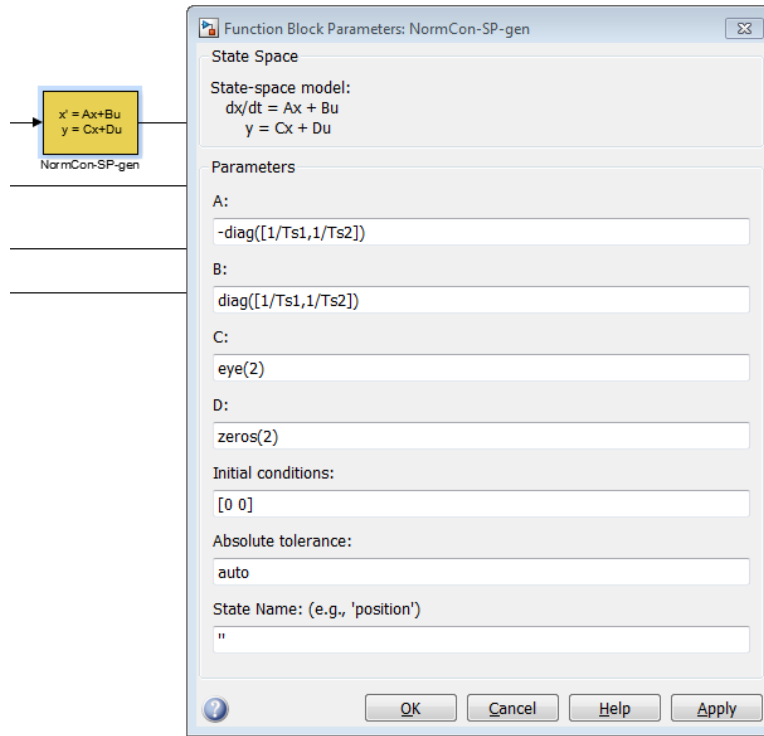 x' = Ax+Bu
y = Cx+Du
NormCon-SP-gen
Function Block Parameters: NormCon-SP-gen
State Space
State-space model:
dx/dt = Ax + Bu
y = Cx + Du
Parameters
A:
-diag([1/Ts1,1/Ts2])
B:
diag([1/Ts1,1/Ts2])
C:
eye(2)
D:
zeros(2)
Initial conditions:
[0 0]
Absolute tolerance:
auto
State Name: (e.g., 'position')
''
OK Cancel Help Apply